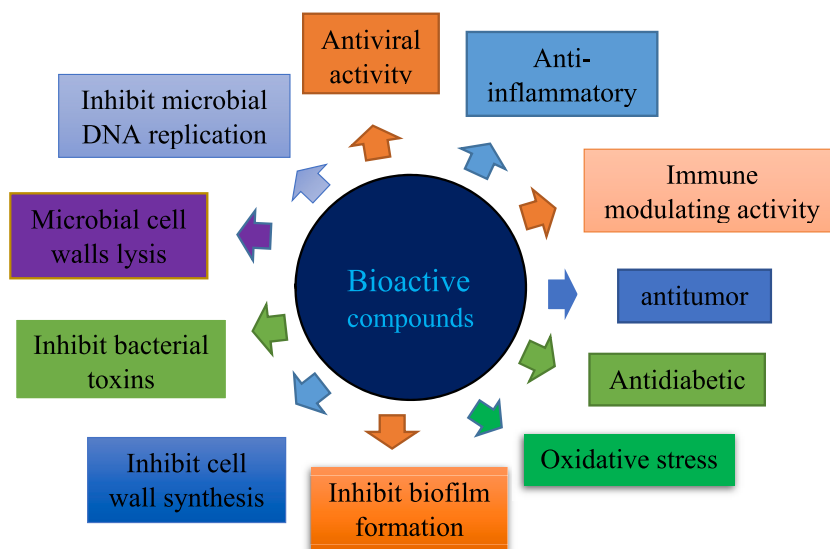 Antiviral
activity
Anti-
inflammatory
Immune
modulating activity
antitumor
Antidiabetic
Oxidative stress
Inhibit biofilm
formation
Inhibit cell
wall synthesis
Inhibit bacterial
toxins
Microbial cell
walls lysis
Inhibit microbial
DNA replication
Bioactive
compounds